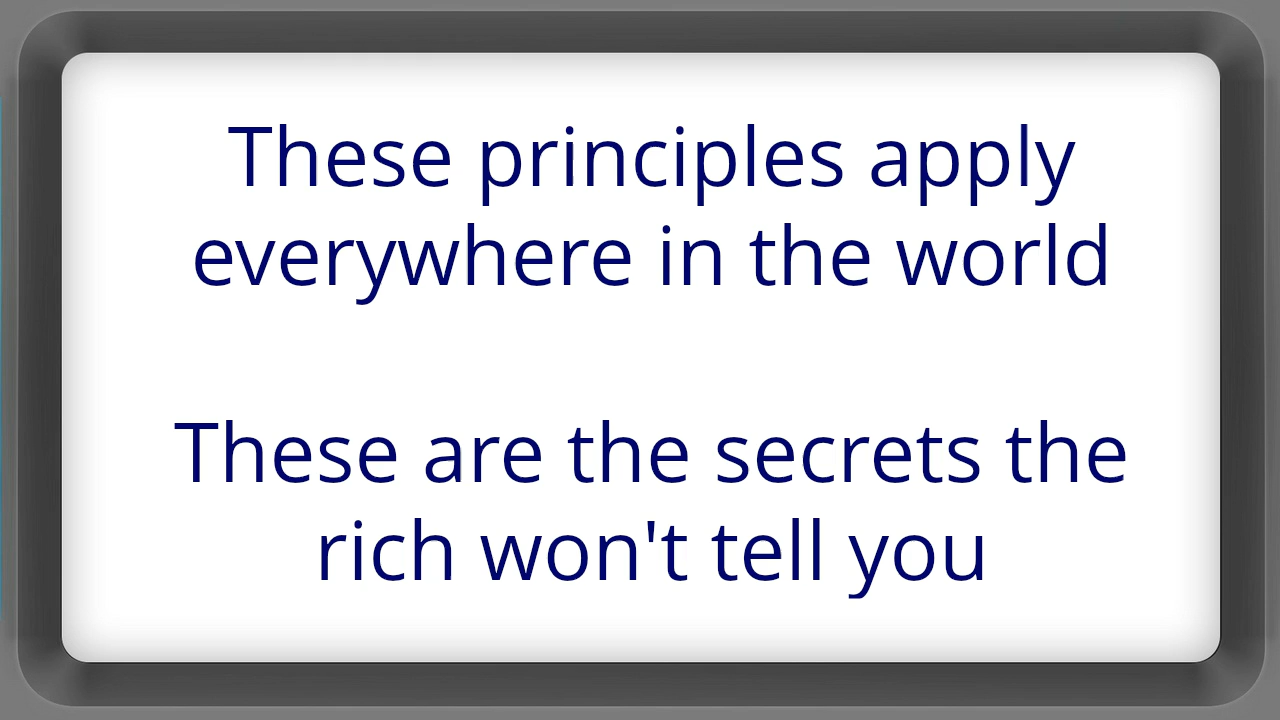 These principles apply
everywhere in the world
These are the secrets the
rich won't tell you